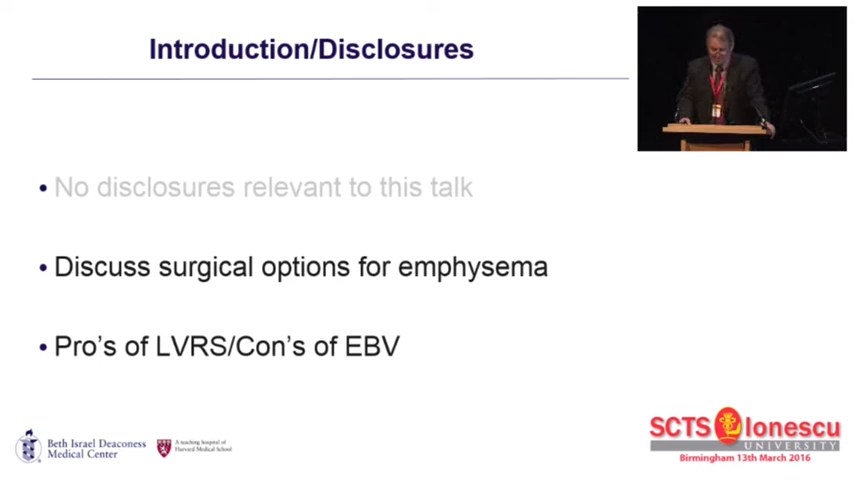 Introduction/Disclosures
• No disclosures relevant to this talk
• Discuss surgical options for emphysema
• Pro's of LVRS/Con's of EBV
Beth Israel Deaconess
Medical Center
A teaching hospital of
Harvard Medical School
SCTS Ionescu
UNIVERSITY
Birmingham 13th March 2016